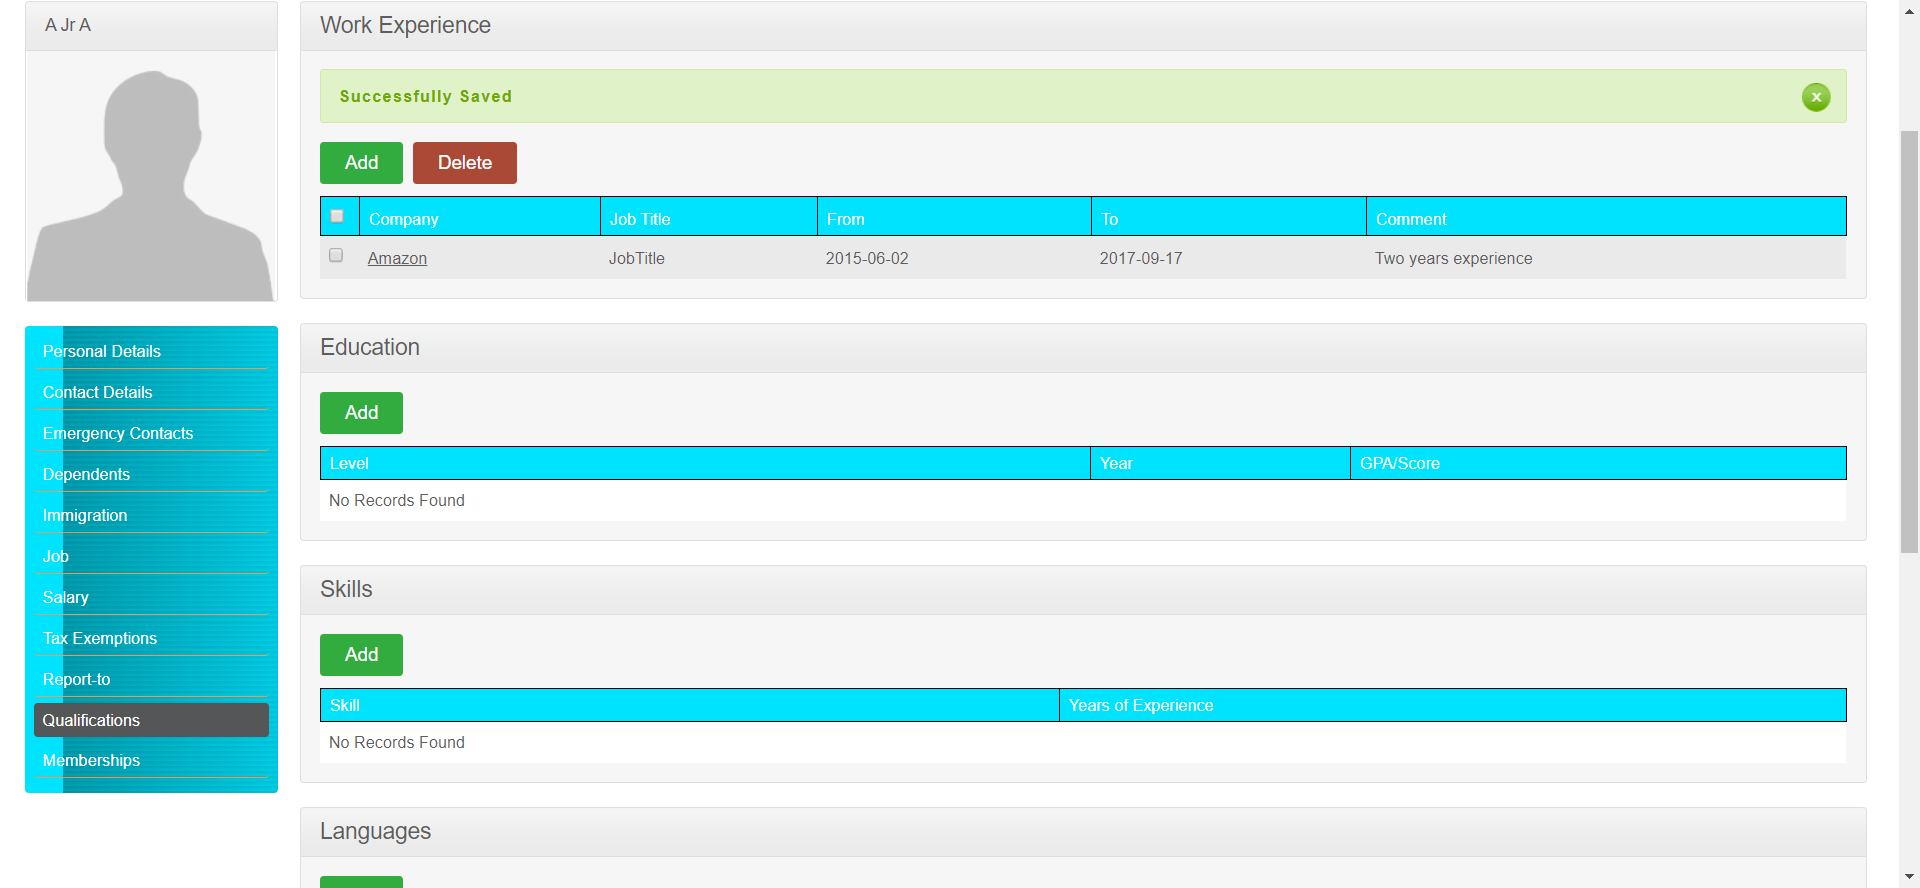 A Jr A
Personal Details
Contact Details
Emergency Contacts
Dependents
Immigration
Job
Salary
Tax Exemptions
Report-to
Qualifications
Memberships
Work Experience
Successfully Saved
x
Add Delete
Company Job Title From To Comment
Amazon JobTitle 2015-06-02 2017-09-17 Two years experience
Education
Add
Level Year GPA/Score
No Records Found
Skills
Add
Skill Years of Experience
No Records Found
Languages